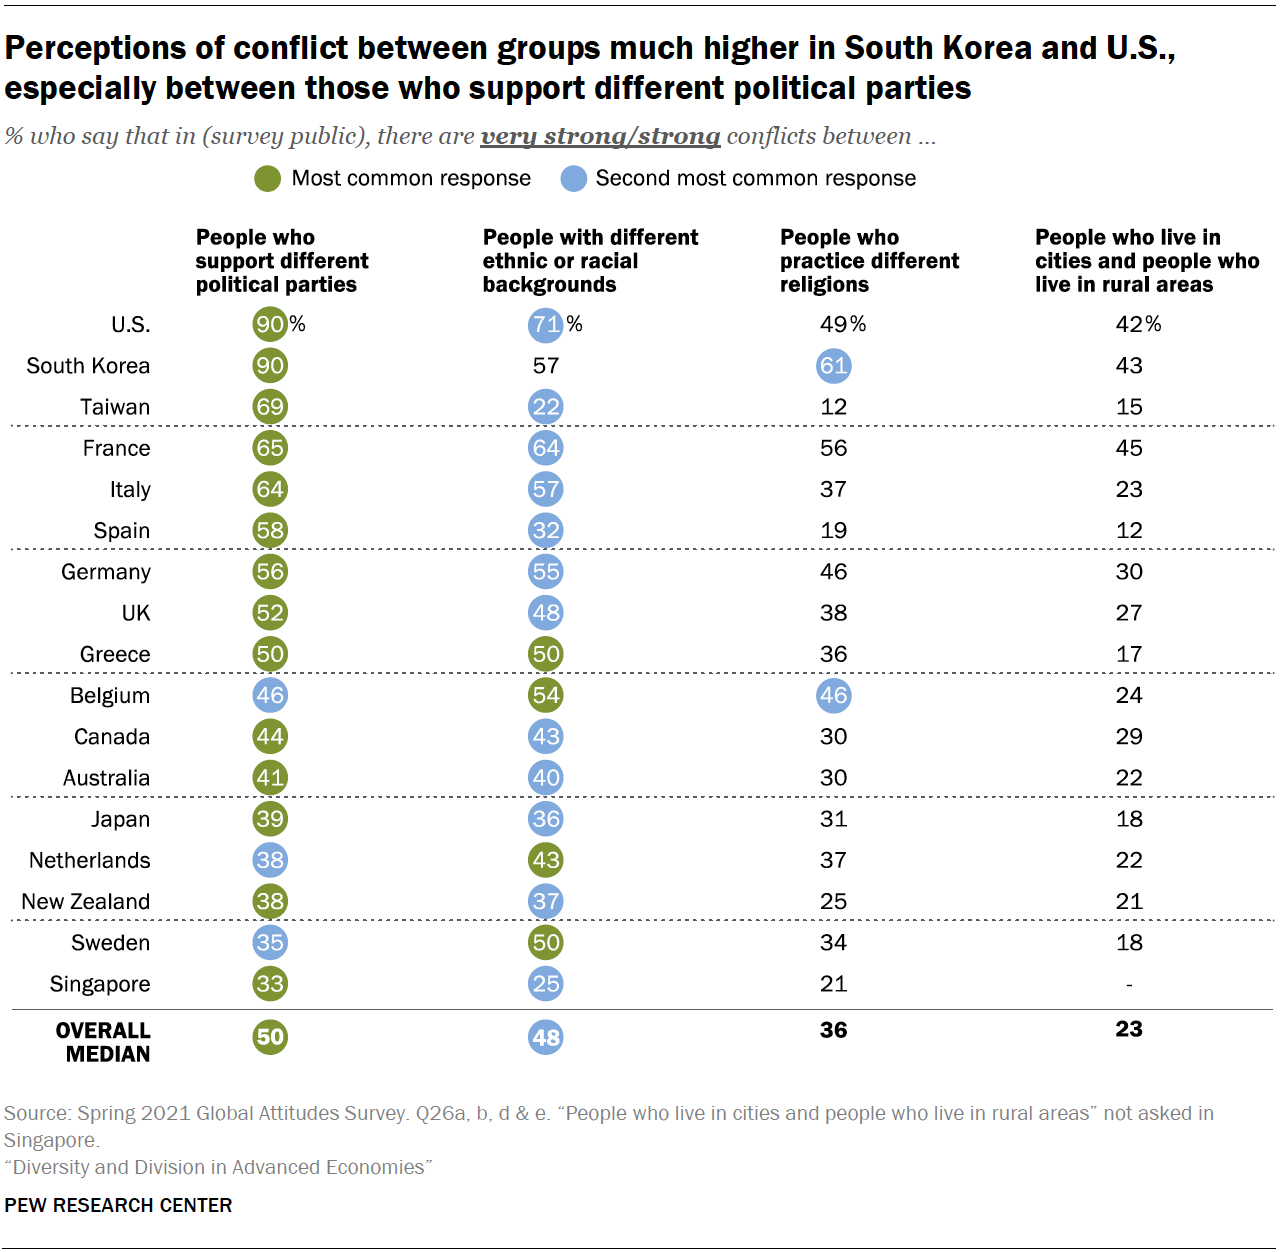 Perceptions of conflict between groups much higher in South Korea and U.S.,
especially between those who support different political parties
% who say that in (survey public), there are very strong/strong conflicts between ...
Most common response Second most common response
People who support different political parties
People with different ethnic or racial backgrounds
People who practice different religions
People who live in cities and people who live in rural areas
U.S. 90% 71% 49% 42%
South Korea 90 57 61 43
Taiwan 69 22 12 15
France 65 64 56 45
Italy 64 57 37 23
Spain 58 32 19 12
Germany 56 55 46 30
UK 52 48 38 27
Greece 50 50 36 17
Belgium 46 54 46 24
Canada 44 43 30 29
Australia 41 40 30 22
Japan 39 36 31 18
Netherlands 38 43 37 22
New Zealand 38 37 25 21
Sweden 35 50 34 18
Singapore 33 25 21 -
OVERALL MEDIAN 50 48 36 23
Source: Spring 2021 Global Attitudes Survey. Q26a, b, d & e. “People who live in cities and people who live in rural areas” not asked in
Singapore.
“Diversity and Division in Advanced Economies”
PEW RESEARCH CENTER